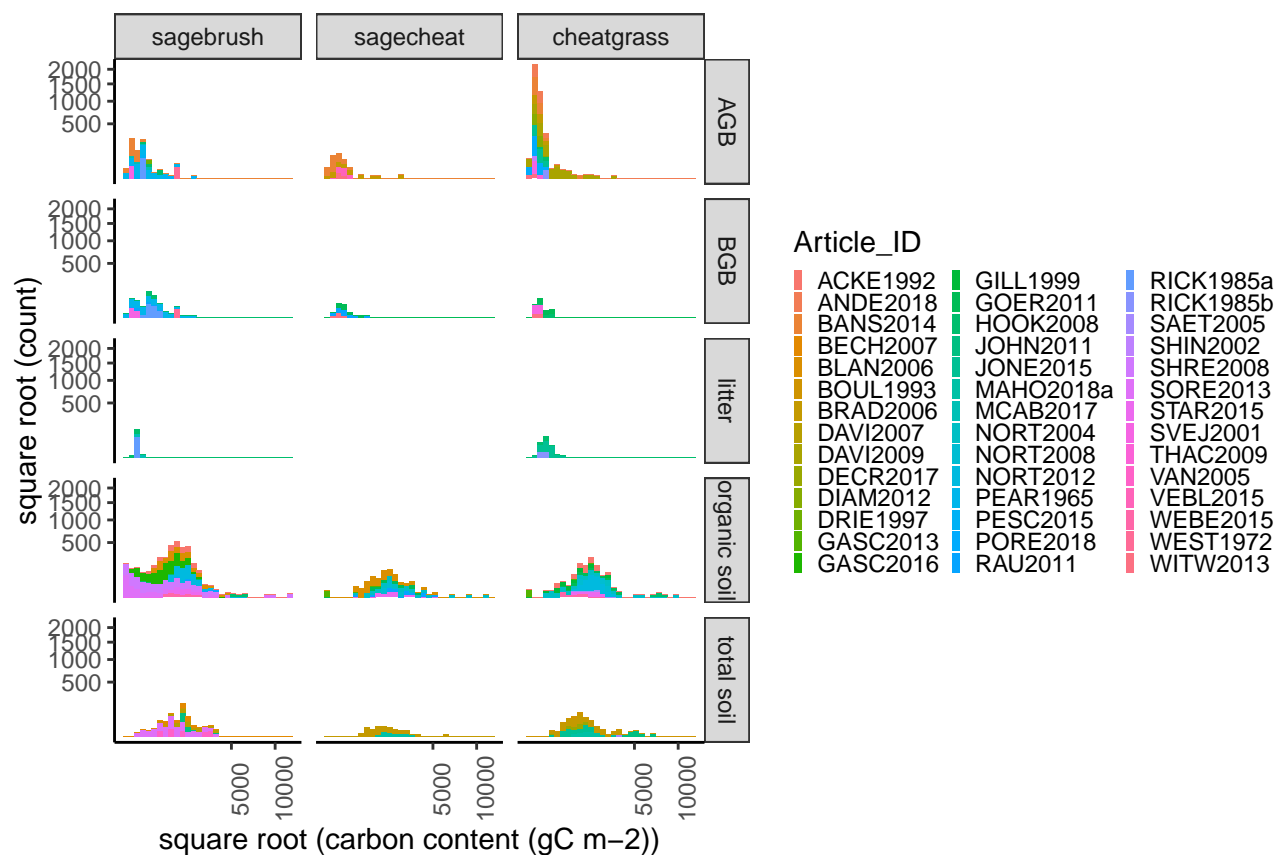 sagebrush
sagecheat
cheatgrass
2000
1500
1000
500
AGB
2000
1500
1000
500
BGB
2000
1500
1000
500
litter
2000
1500
1000
500
organic soil
2000
1500
1000
500
total soil
5000
10000
5000
10000
5000
10000
square root (count)
square root (carbon content (gC m−2))
Article_ID
ACKE1992
ANDE2018
BANS2014
BECH2007
BLAN2006
BOUL1993
BRAD2006
DAVI2007
DAVI2009
DECR2017
DIAM2012
DRIE1997
GASC2013
GASC2016
GILL1999
GOER2011
HOOK2008
JOHN2011
JONE2015
MAHO2018a
MCAB2017
NORT2004
NORT2008
NORT2012
PEAR1965
PESC2015
PORE2018
RAU2011
RICK1985a
RICK1985b
SAET2005
SHIN2002
SHRE2008
SORE2013
STAR2015
SVEJ2001
THAC2009
VAN2005
VEBL2015
WEBE2015
WEST1972
WITW2013